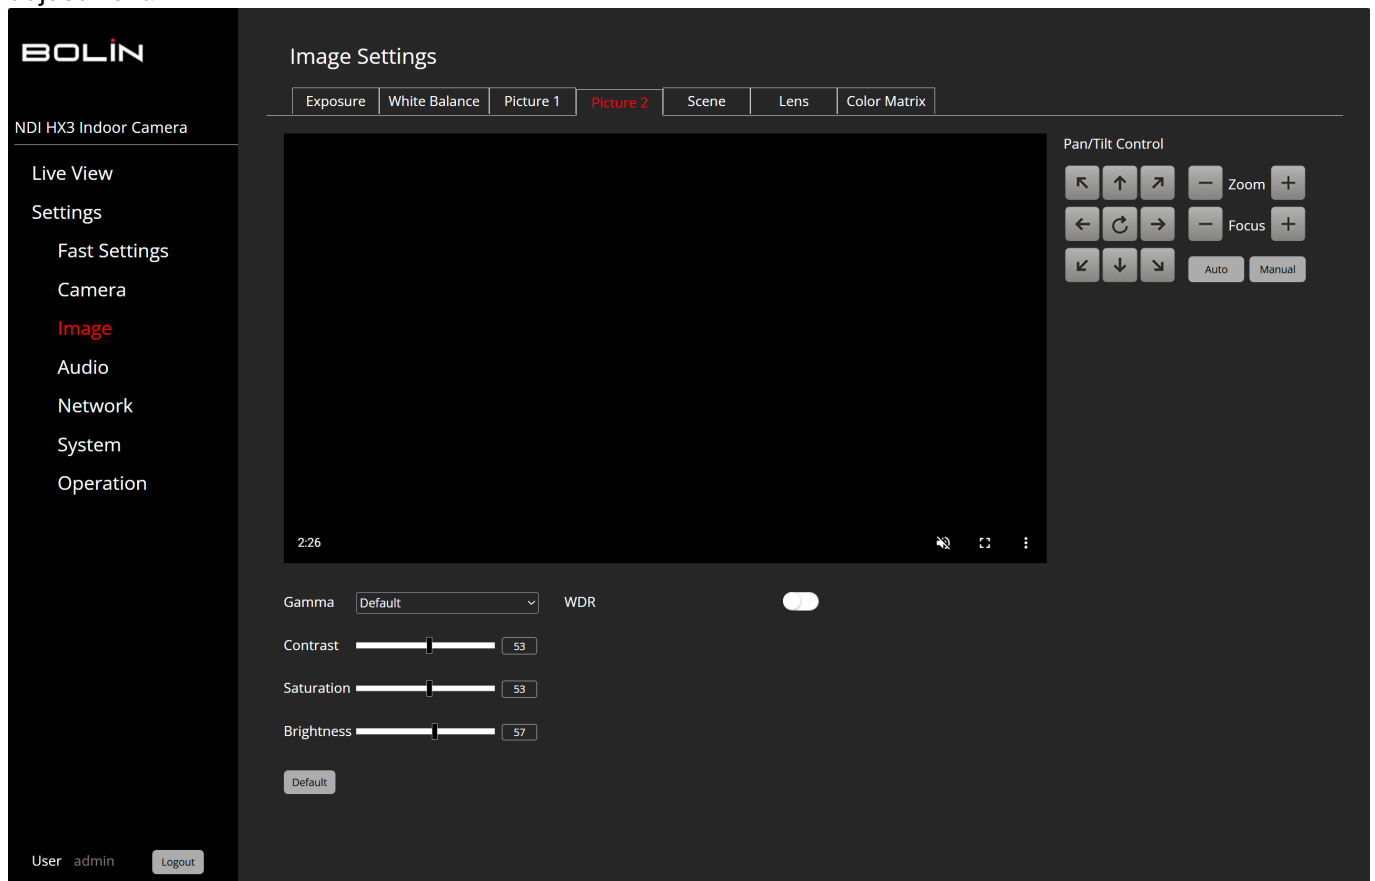 BOLIN
NDI HX3 Indoor Camera
Live View
Settings
Fast Settings
Camera
Image
Audio
Network
System
Operation
User admin Logout
Image Settings
Exposure White Balance Picture 1 Picture 2 Scene Lens Color Matrix
2:26
Pan/Tilt Control
Zoom
Focus
Auto Manual
Gamma Default WDR
Contrast 53
Saturation 53
Brightness 57
Default